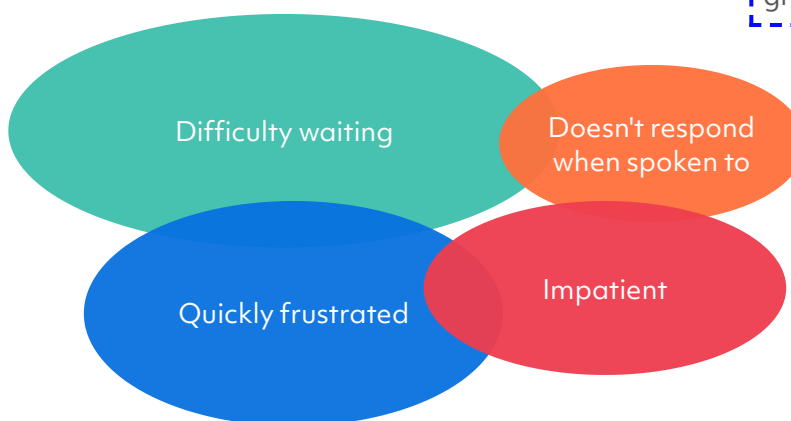 Difficulty waiting
Doesn't respond
when spoken to
Impatient
Quickly frustrated